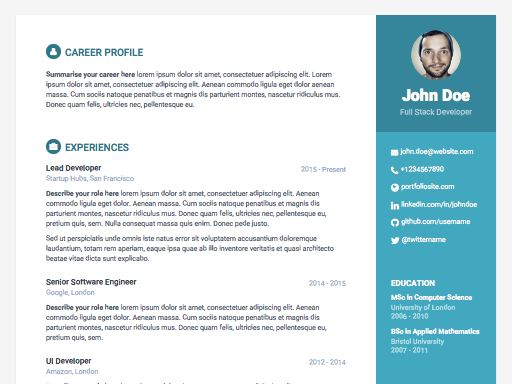 CAREER PROFILE
Summarise your career here lorem ipsum dolor sit amet, consectetuer adipiscing elit. Lorem
ipsum dolor sit amet, consectetuer adipiscing elit. Aenean commodo ligula eget dolor aenean
massa. Cum sociis natoque penatibus et magnis dis parturient montes, nascetur ridiculus mus.
Donec quam felis, ultricies nec, pellentesque eu.
EXPERIENCES
Lead Developer
2015 - Present
Startup Hubs, San Francisco
Describe your role here lorem ipsum dolor sit amet, consectetuer adipiscing elit. Aenean
commodo ligula eget dolor. Aenean massa. Cum sociis natoque penatibus et magnis dis
parturient montes, nascetur ridiculus mus. Donec quam felis, ultricies nec, pellentesque eu,
pretium quis, sem. Nulla consequat massa quis enim. Donec pede justo.
Sed ut perspiciatis unde omnis iste natus error sit voluptatem accusantium doloremque
laudantium, totam rem aperiam, eaque ipsa quae ab illo inventore veritatis et quasi architecto
beatae vitae dicta sunt explicabo.
Senior Software Engineer
2014 - 2015
Google, London
Describe your role here lorem ipsum dolor sit amet, consectetuer adipiscing elit. Aenean
commodo ligula eget dolor. Aenean massa. Cum sociis natoque penatibus et magnis dis
parturient montes, nascetur ridiculus mus. Donec quam felis, ultricies nec, pellentesque eu,
pretium quis, sem.
UI Developer
2012 - 2014
Amazon, London
John Doe
Full Stack Developer
john.doe@website.com
+1234567890
portfoliosite.com
linkedin.com/in/johndoe
github.com/username
@twittername
EDUCATION
MSc in Computer Science
University of London
2006 - 2010
BSc in Applied Mathematics
Bristol University
2007 - 2011